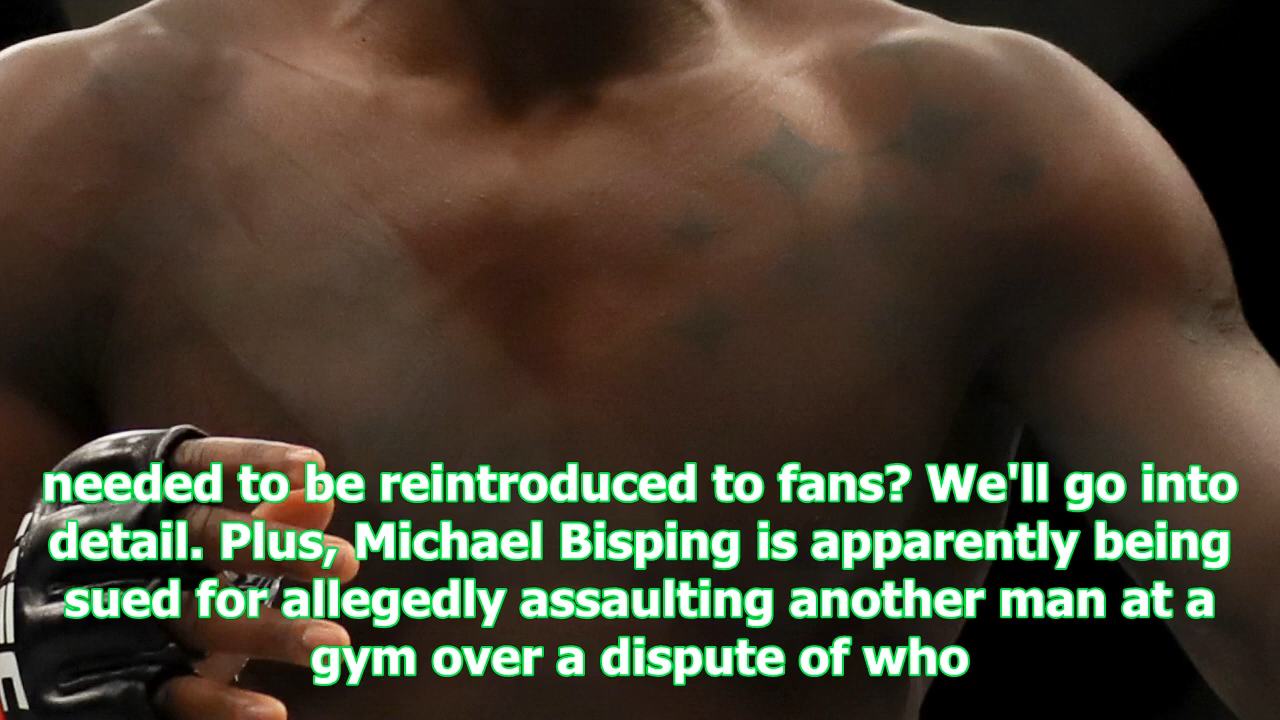 needed to be reintroduced to fans? We'll go into
detail. Plus, Michael Bisping is apparently being
sued for allegedly assaulting another man at a
gym over a dispute of who